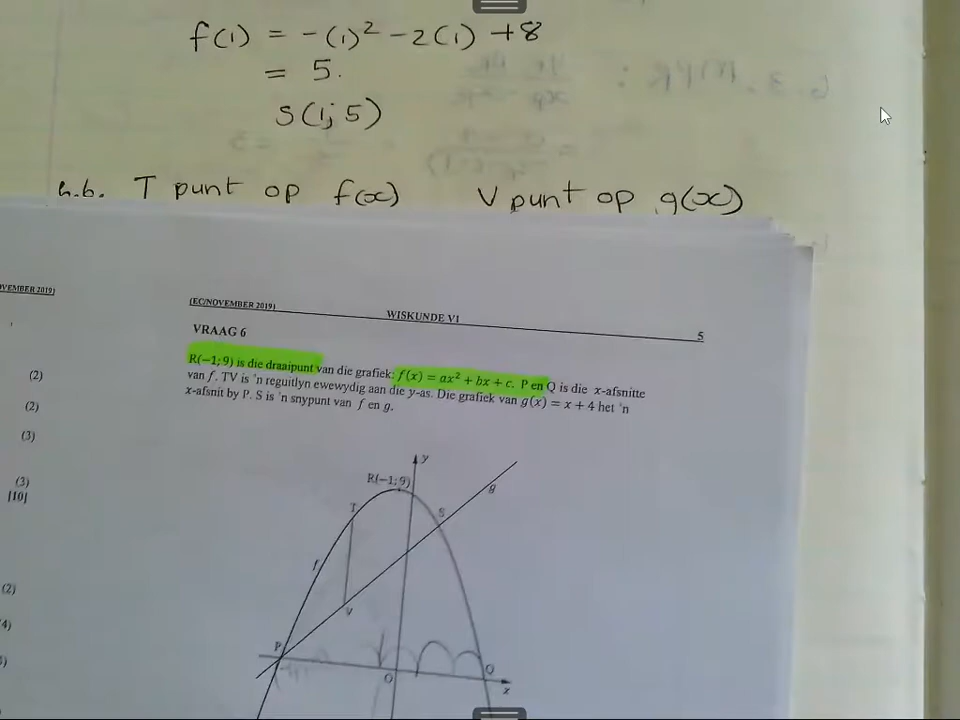 f(1) = -(1)² - 2(1) + 8
= 5.
S(1; 5)
6.6. T punt op f(x) V punt op g(x)
(EC/NOVEMBER 2019) WISKUNDE V1 5
VRAAG 6
R(−1; 9) is die draaipunt van die grafiek: f(x) = ax² + bx + c. P en Q is die x-afsnitte
van f. TV is 'n reguitlyn ewewydig aan die y-as. Die grafiek van g(x) = x + 4 het 'n
x-afsnit by P. S is 'n snypunt van f en g.
NOVEMBER 2019)
(2)
(2)
(3)
(3)
[10]
(2)
(4)
y
R(−1; 9)
g
T
S
f
V
P
O
Q
x